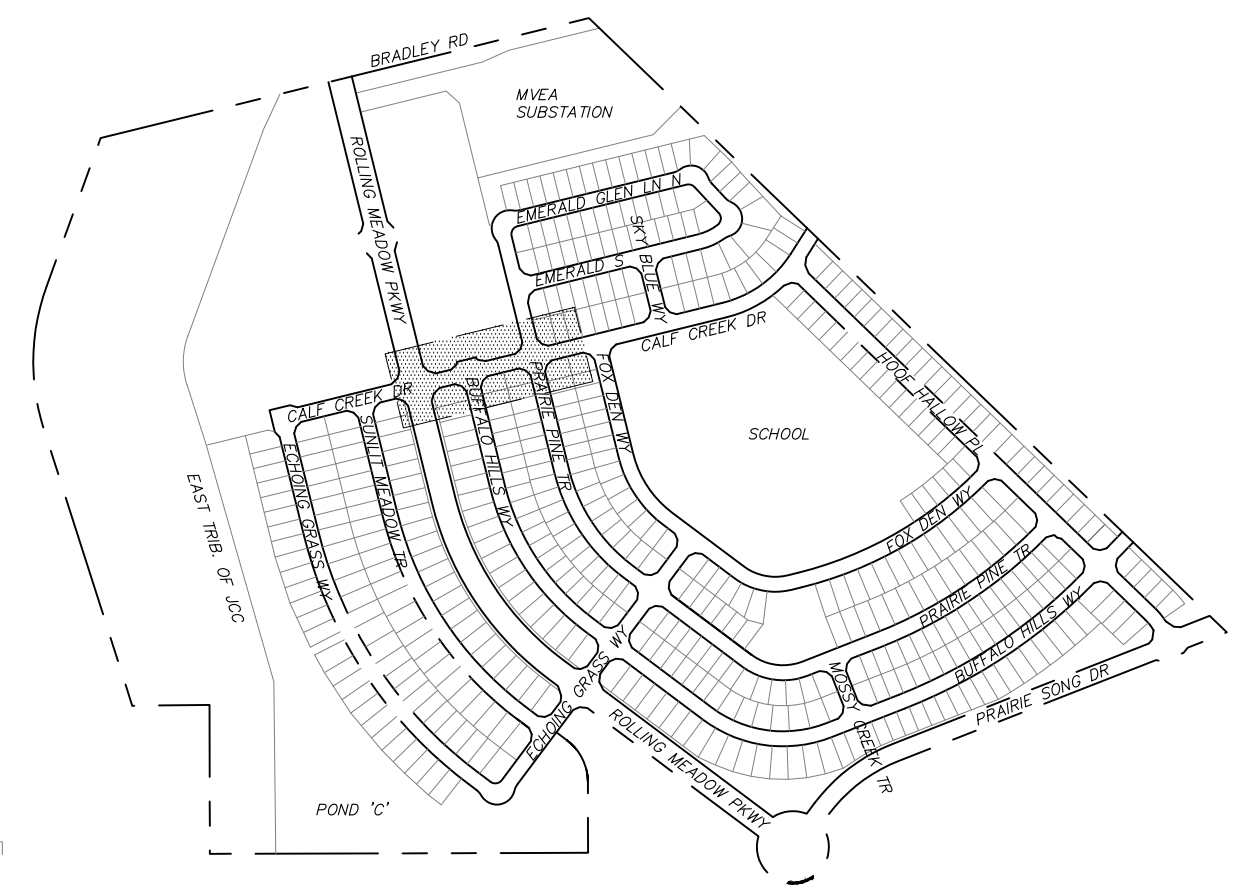 BRADLEY RD
MVEA
SUBSTATION
ROLLING MEADOW PKWY
EMERALD GLEN LN N
SKY BLUE WY
EMERALD S
CALF CREEK DR
CALF CREEK DR
HOOF HALLOW PL
FOX DEN WY
SCHOOL
SUNLIT MEADOW TR
BUFFALO HILLS WY
PRAIRIE PINE TR
ECHOING GRASS WY
EAST TRIB. OF JCC
FOX DEN WY
PRAIRIE PINE TR
BUFFALO HILLS WY
ECHOING GRASS WY
MOSSY CREEK TR
PRAIRIE SONG DR
ROLLING MEADOW PKWY
POND 'C'